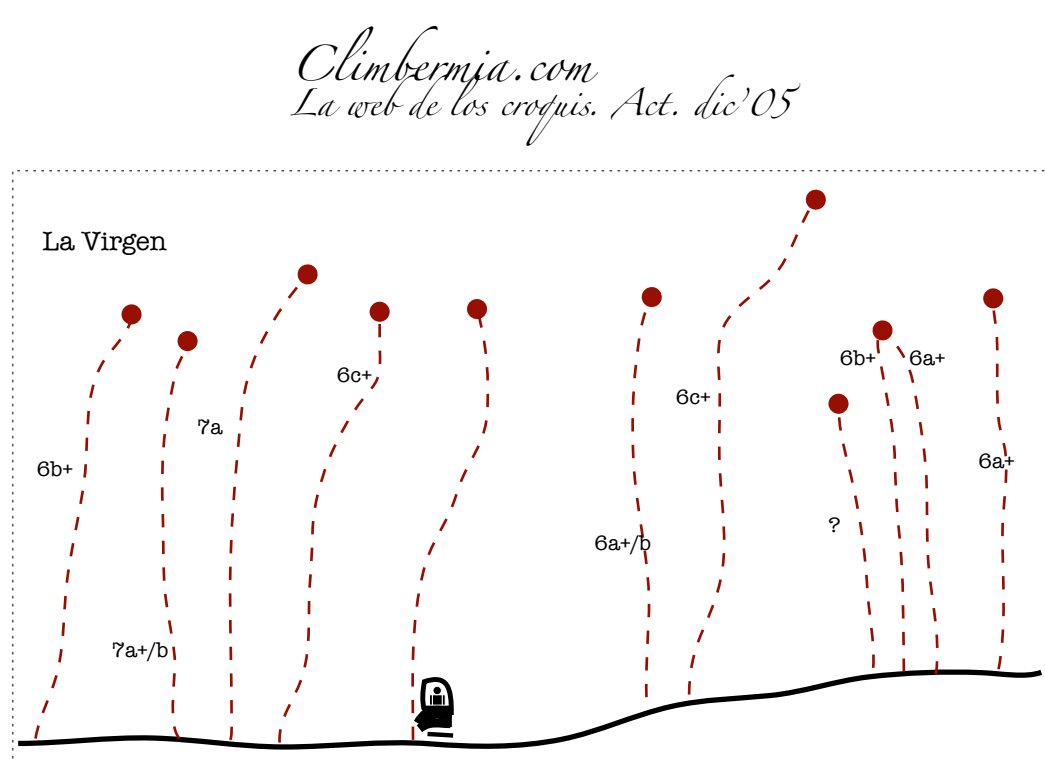 Climbermia.com
La web de los croquis. Act. dic'05
La Virgen
6b+
7a+/b
7a
6c+
6a+/b
6c+
?
6b+
6a+
6a+